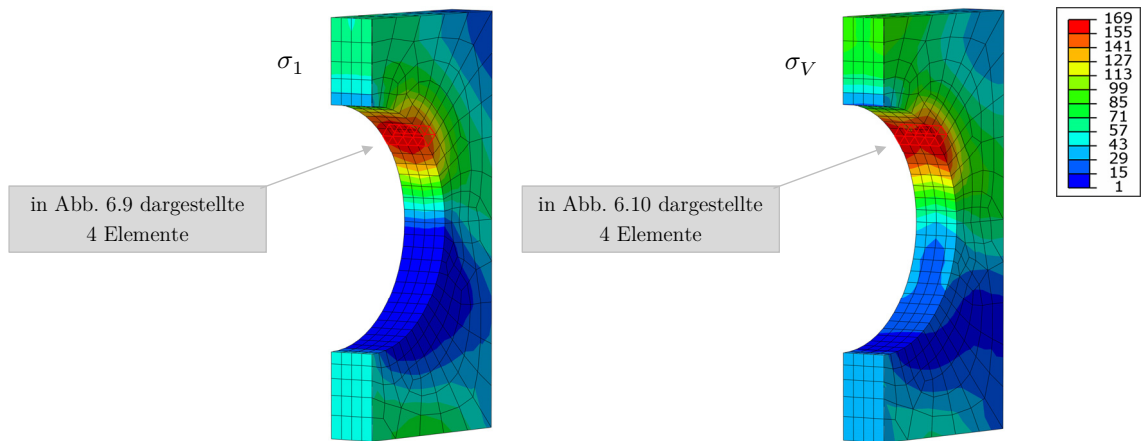 σ1
in Abb. 6.9 dargestellte
4 Elemente
σV
in Abb. 6.10 dargestellte
4 Elemente
169
155
141
127
113
99
85
71
57
43
29
15
1